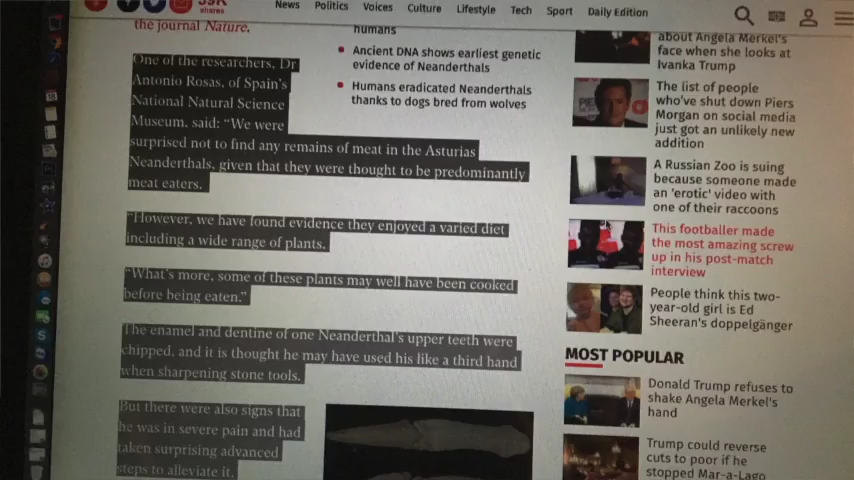 39K
shares
News Politics Voices Culture Lifestyle Tech Sport Daily Edition
the journal Nature.
One of the researchers, Dr
Antonio Rosas, of Spain's
National Natural Science
Museum, said: “We were
surprised not to find any remains of meat in the Asturias
Neanderthals, given that they were thought to be predominantly
meat eaters.
“However, we have found evidence they enjoyed a varied diet
including a wide range of plants.
“What's more, some of these plants may well have been cooked
before being eaten.”
The enamel and dentine of one Neanderthal's upper teeth were
chipped, and it is thought he may have used his like a third hand
when sharpening stone tools.
But there were also signs that
he was in severe pain and had
taken surprising advanced
steps to alleviate it.
humans
Ancient DNA shows earliest genetic
evidence of Neanderthals
Humans eradicated Neanderthals
thanks to dogs bred from wolves
about Angela Merkel's
face when she looks at
Ivanka Trump
The list of people
who've shut down Piers
Morgan on social media
just got an unlikely new
addition
A Russian Zoo is suing
because someone made
an 'erotic' video with
one of their raccoons
This footballer made
the most amazing screw
up in his post-match
interview
People think this two-
year-old girl is Ed
Sheeran's doppelgänger
MOST POPULAR
Donald Trump refuses to
shake Angela Merkel's
hand
Trump could reverse
cuts to poor if he
stopped Mar-a-Lago